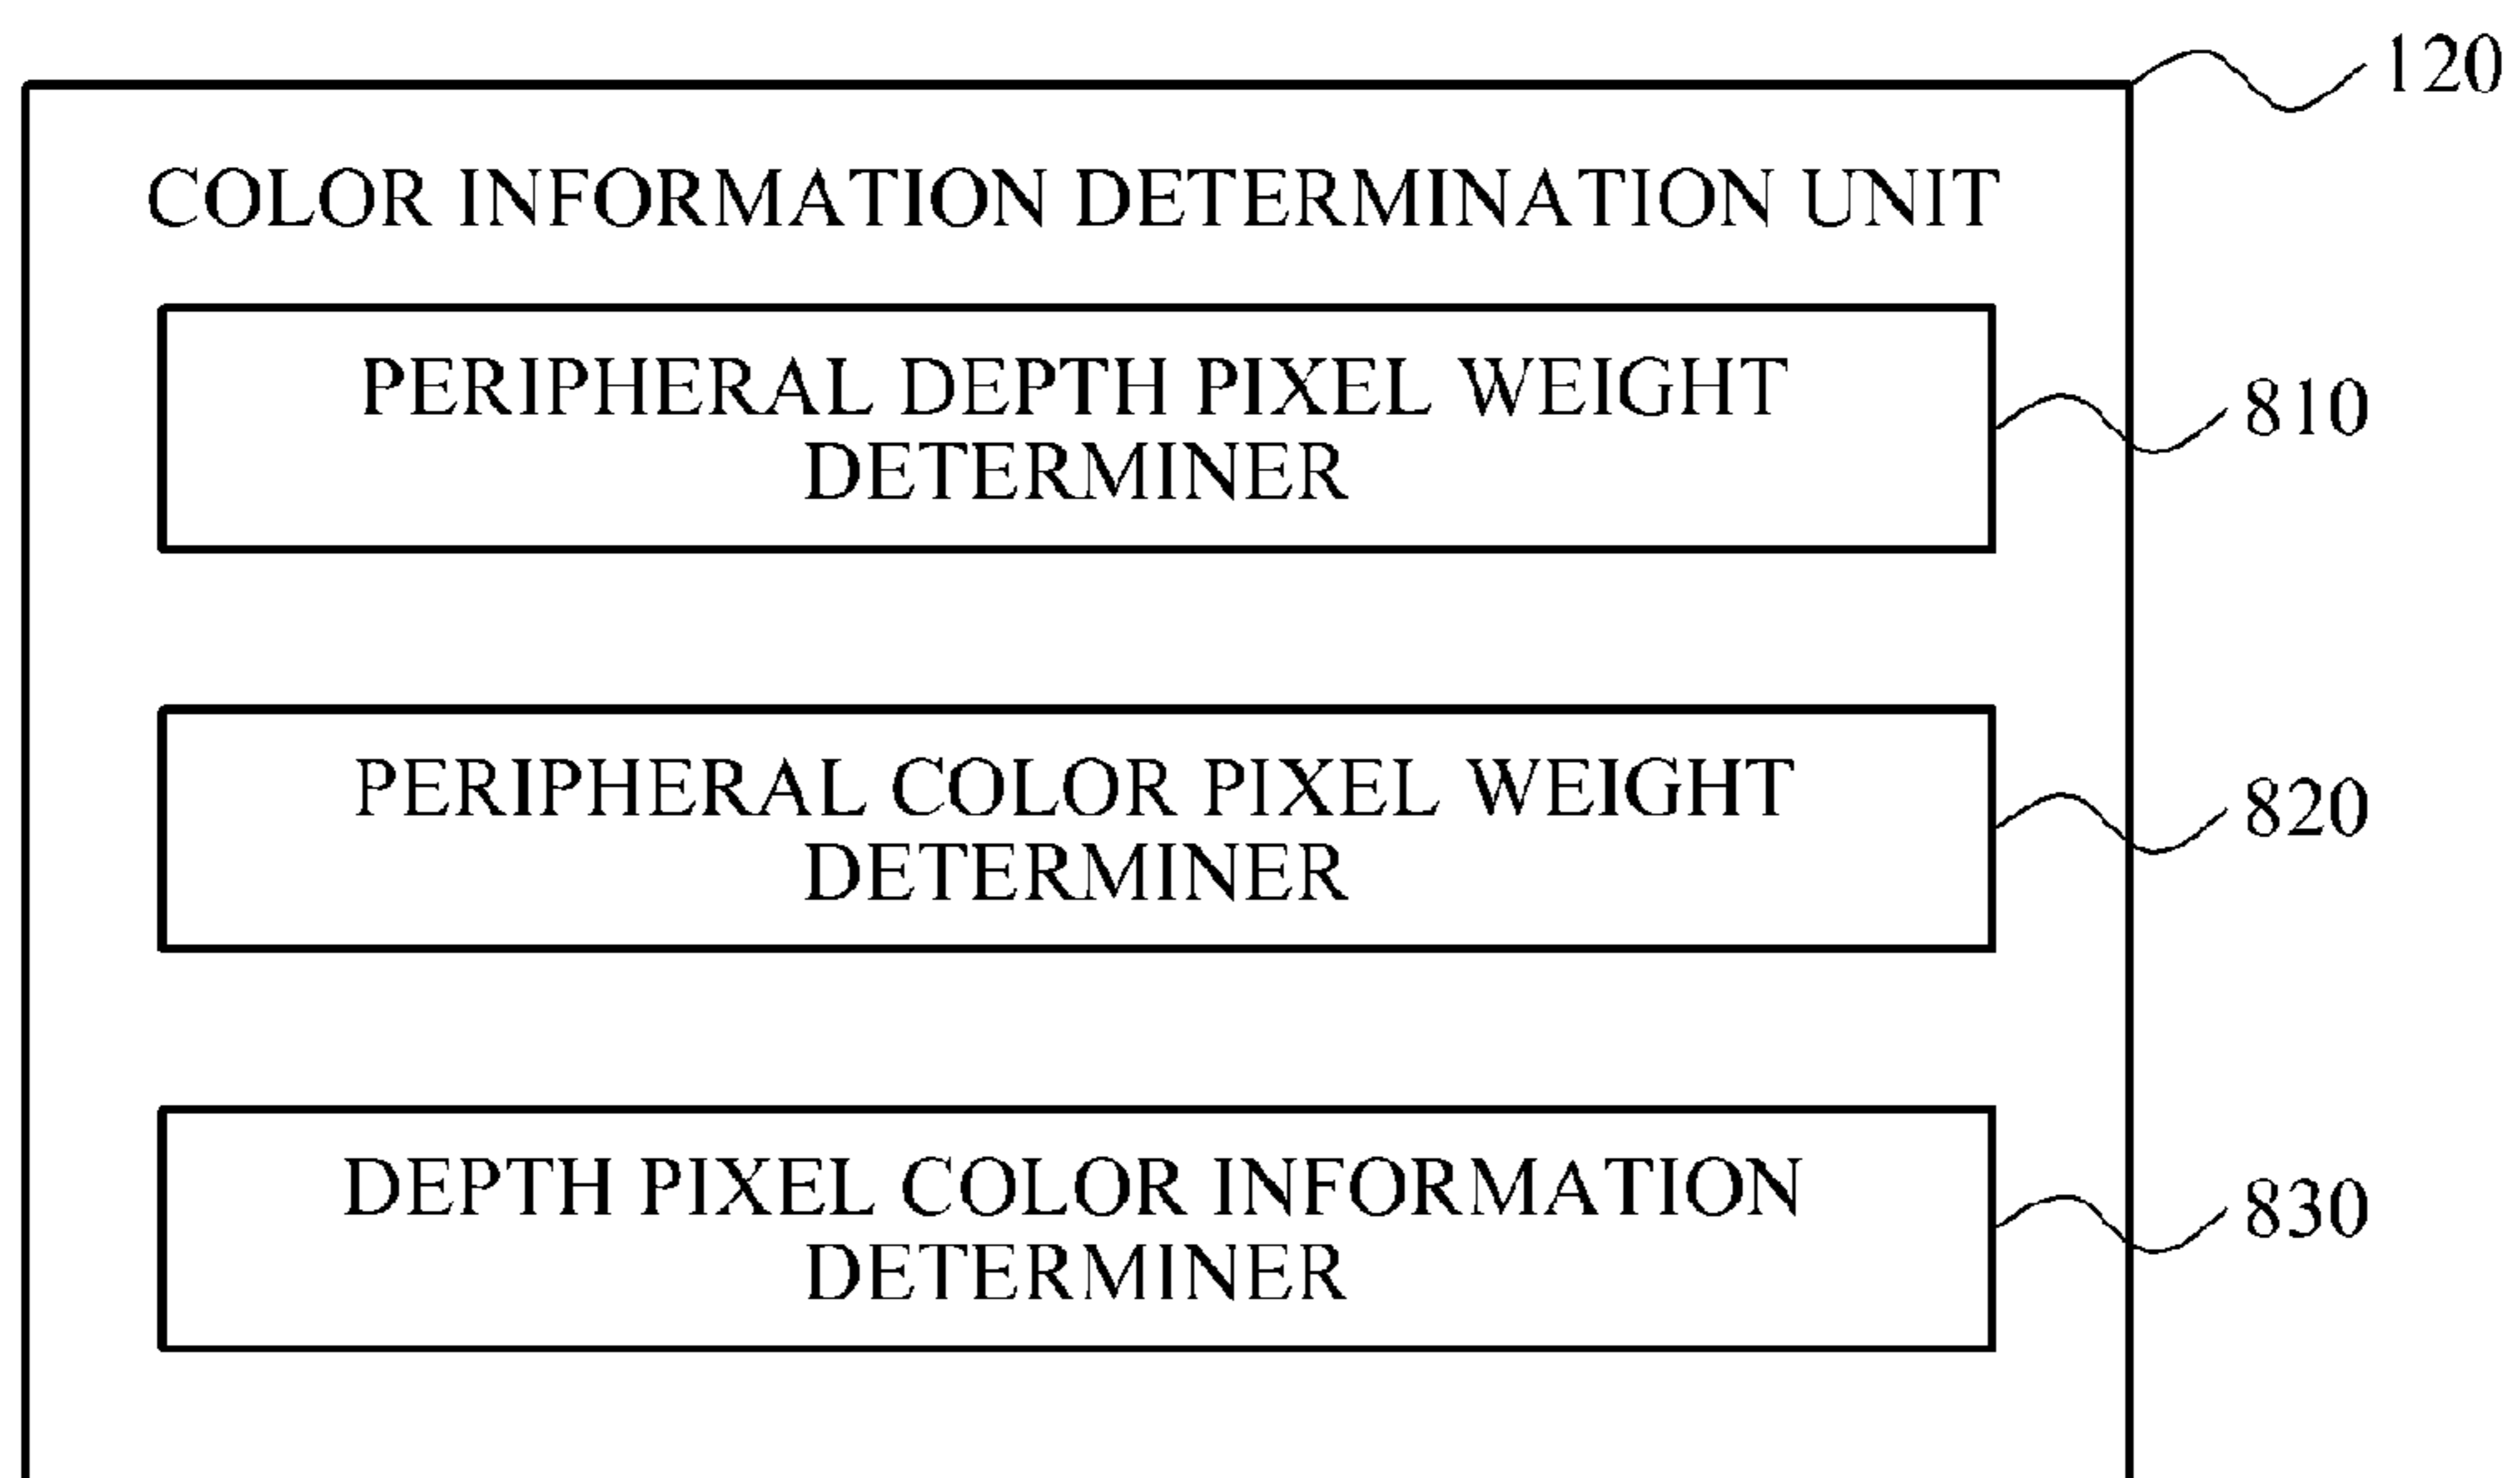 120
COLOR INFORMATION DETERMINATION UNIT
PERIPHERAL DEPTH PIXEL WEIGHT
DETERMINER
810
PERIPHERAL COLOR PIXEL WEIGHT
DETERMINER
820
DEPTH PIXEL COLOR INFORMATION
DETERMINER
830